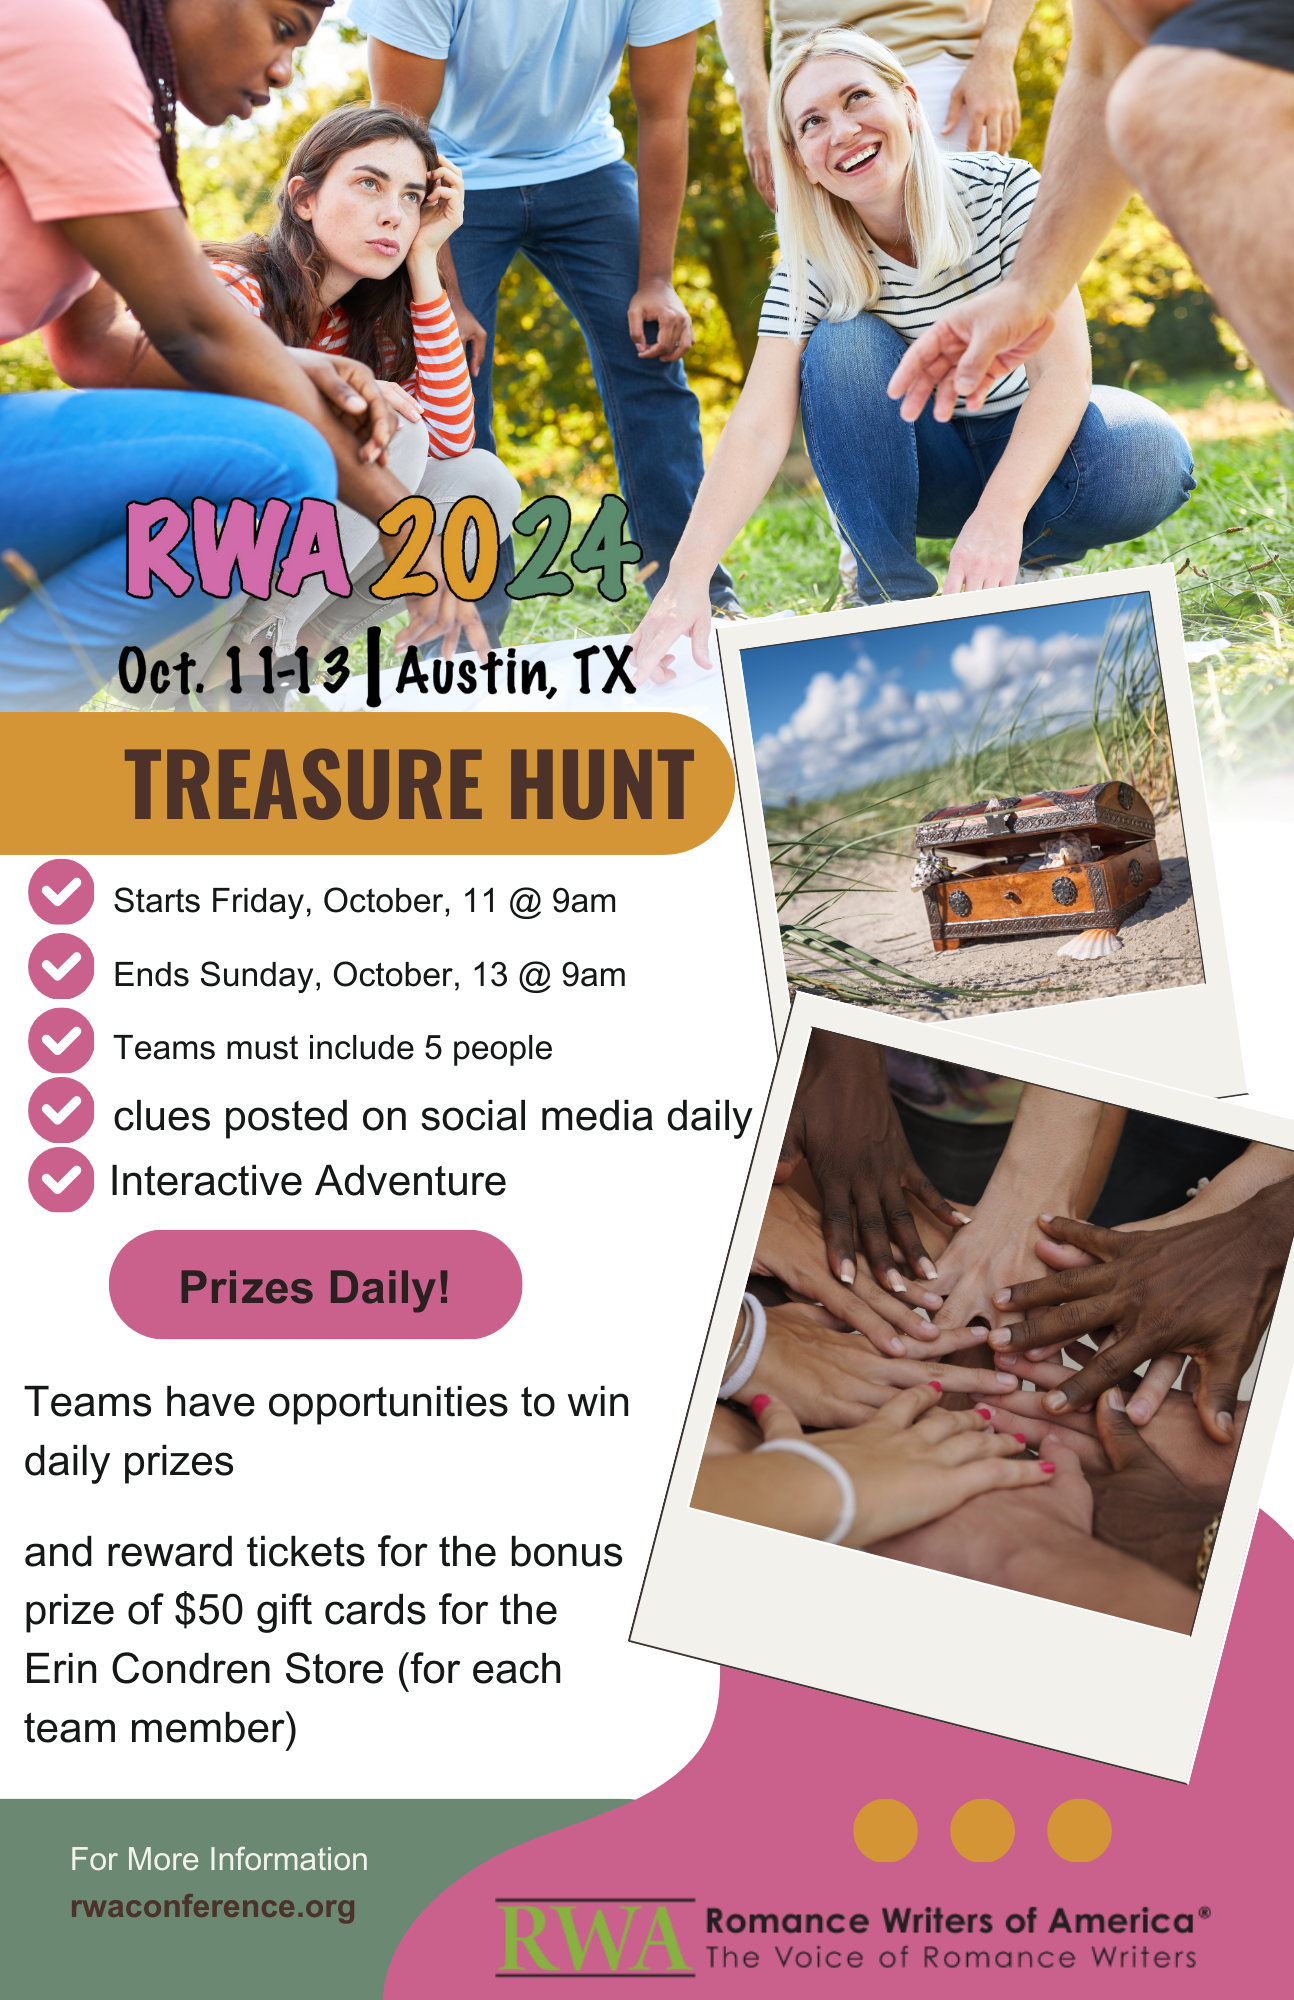 RWA 2024
Oct. 11-13 | Austin, TX
TREASURE HUNT
Starts Friday, October, 11 @ 9am
Ends Sunday, October, 13 @ 9am
Teams must include 5 people
clues posted on social media daily
Interactive Adventure
Prizes Daily!
Teams have opportunities to win
daily prizes
and reward tickets for the bonus
prize of $50 gift cards for the
Erin Condren Store (for each
team member)
For More Information
rwaconference.org
RWA Romance Writers of America®
The Voice of Romance Writers